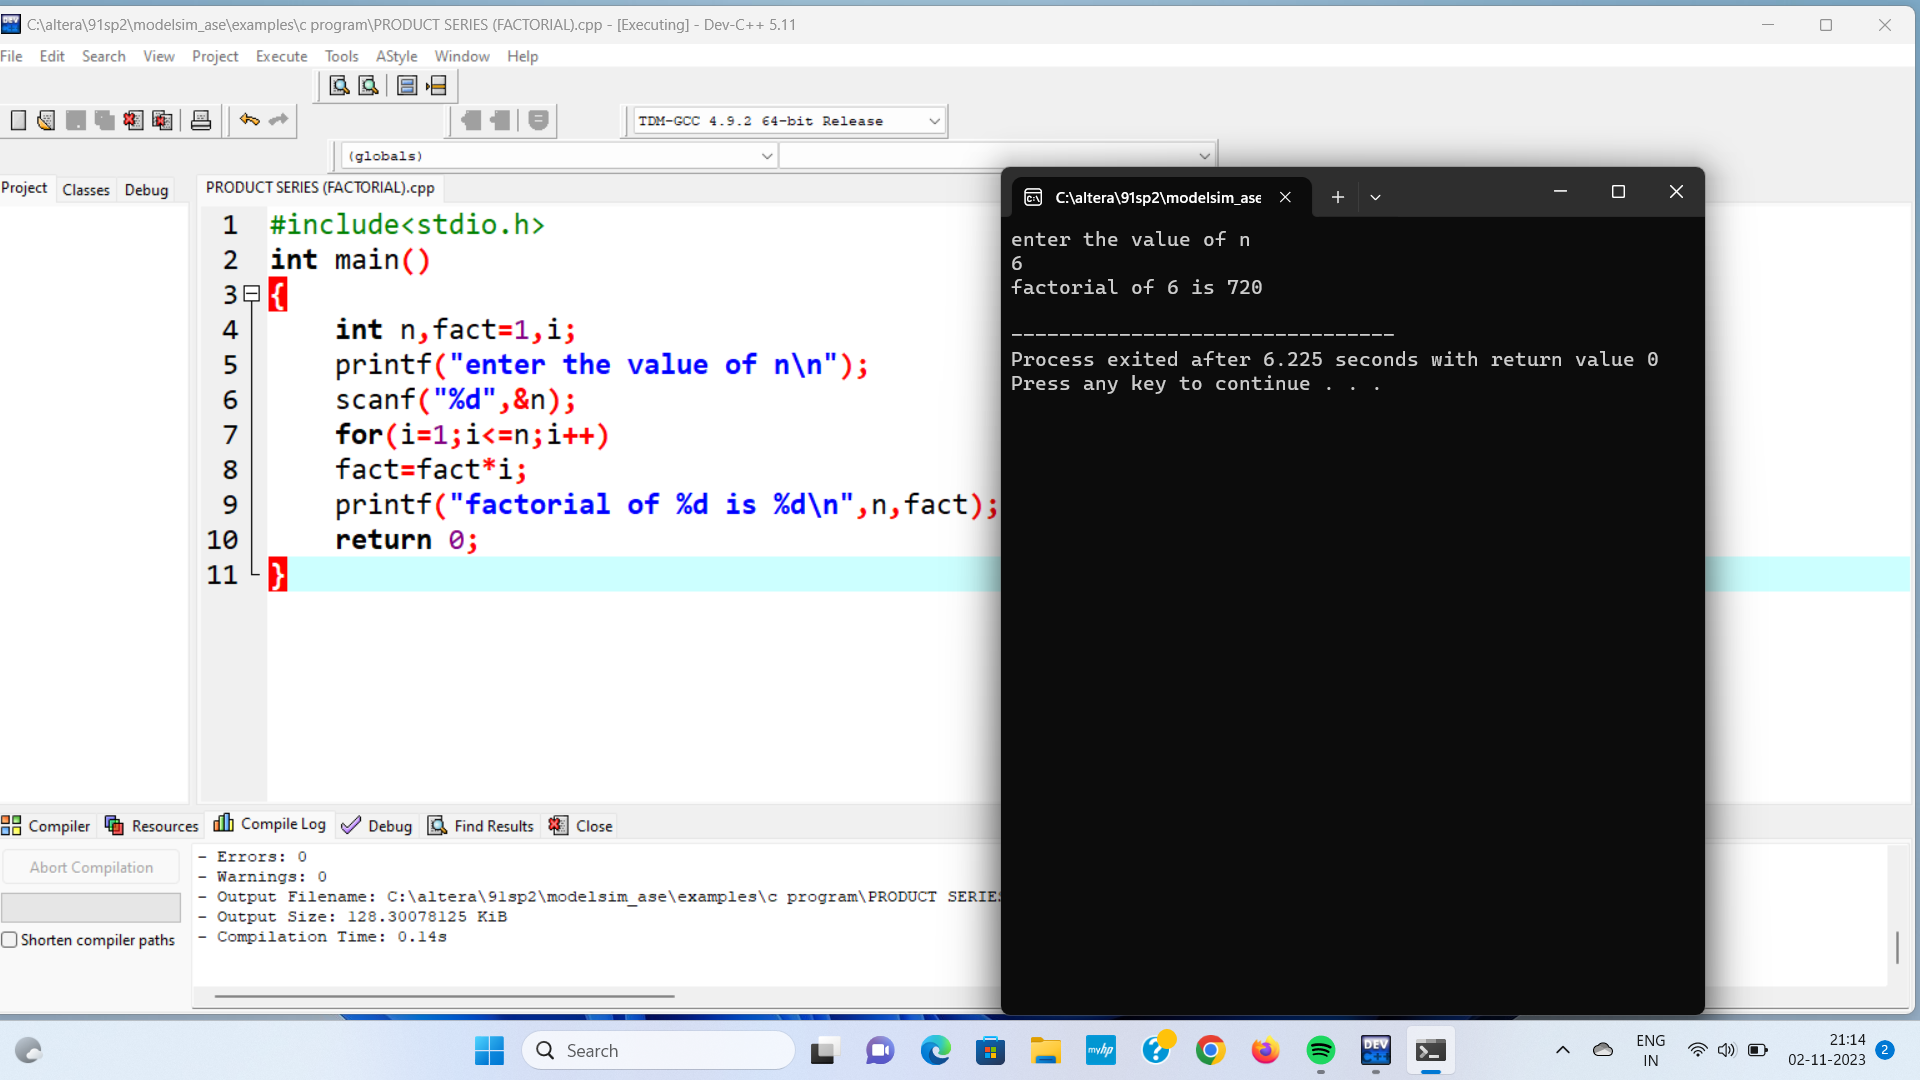 C:\altera\91sp2\modelsim_ase\examples\c program\PRODUCT SERIES (FACTORIAL).cpp - [Executing] - Dev-C++ 5.11
File Edit Search View Project Execute Tools AStyle Window Help
TDM-GCC 4.9.2 64-bit Release
(globals)
Project Classes Debug
PRODUCT SERIES (FACTORIAL).cpp
1 #include<stdio.h>
2 int main()
3 {
4 int n,fact=1,i;
5 printf("enter the value of n\n");
6 scanf("%d",&n);
7 for(i=1;i<=n;i++)
8 fact=fact*i;
9 printf("factorial of %d is %d\n",n,fact);
10 return 0;
11 }
C:\altera\91sp2\modelsim_ase
enter the value of n
6
factorial of 6 is 720
--------------------------------
Process exited after 6.225 seconds with return value 0
Press any key to continue . . .
Compiler Resources Compile Log Debug Find Results Close
Abort Compilation
Shorten compiler paths
- Errors: 0
- Warnings: 0
- Output Filename: C:\altera\91sp2\modelsim_ase\examples\c program\PRODUCT SERIES
- Output Size: 128.30078125 KiB
- Compilation Time: 0.14s
Search
myhp
DEV C++
ENG
IN
21:14
02-11-2023
2